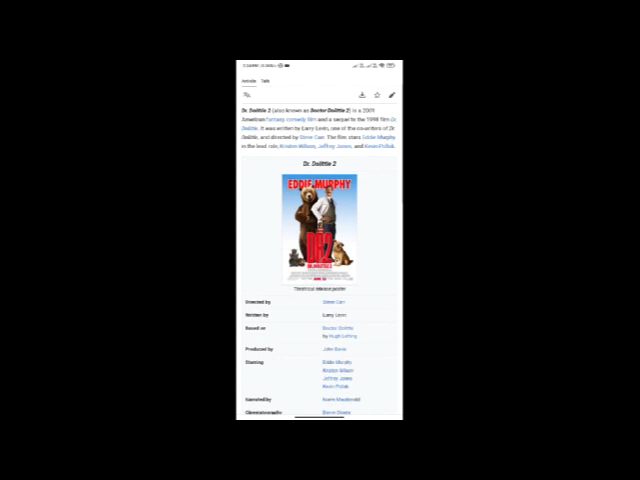 Article Talk
Dr. Dolittle 2 (also known as Doctor Dolittle 2) is a 2001
American fantasy comedy film and a sequel to the 1998 film Dr.
Dolittle. It was written by Larry Levin, one of the co-writers of Dr.
Dolittle, and directed by Steve Carr. The film stars Eddie Murphy
in the lead role, Kristen Wilson, Jeffrey Jones, and Kevin Pollak.
Dr. Dolittle 2
EDDIE MURPHY
DR2
Theatrical release poster
Directed by Steve Carr
Written by Larry Levin
Based on Doctor Dolittle
by Hugh Lofting
Produced by John Davis
Starring Eddie Murphy
Kristen Wilson
Jeffrey Jones
Kevin Pollak
Narrated by Norm Macdonald
Cinematography